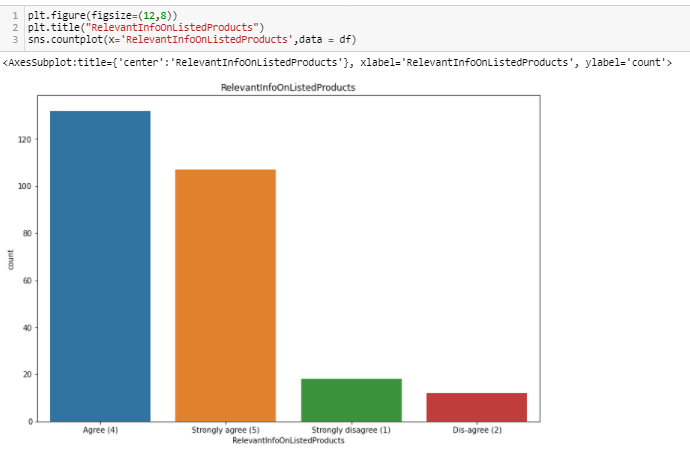 1 plt.figure(figsize=(12,8))
2 plt.title("RelevantInfoOnListedProducts")
3 sns.countplot(x='RelevantInfoOnListedProducts',data = df)
<AxesSubplot:title={'center':'RelevantInfoOnListedProducts'}, xlabel='RelevantInfoOnListedProducts', ylabel='count'>
RelevantInfoOnListedProducts
120
100
80
60
40
20
0
count
Agree (4) Strongly agree (5) Strongly disagree (1) Dis-agree (2)
RelevantInfoOnListedProducts